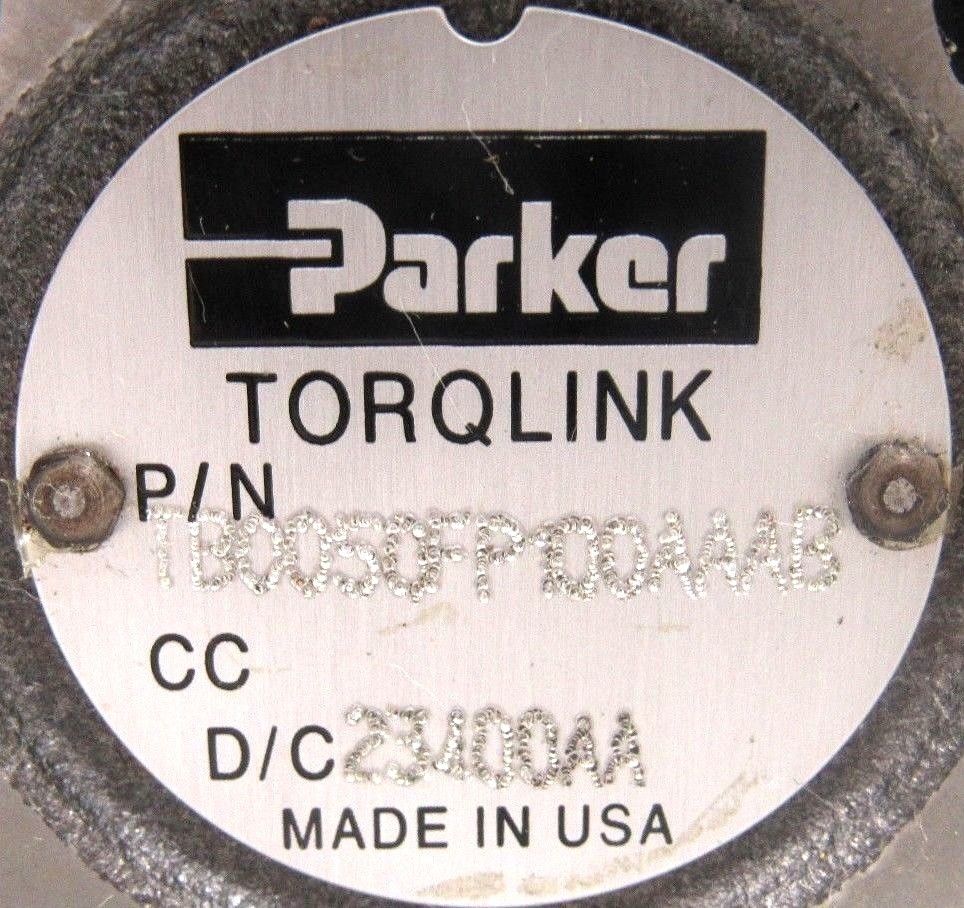 Parker
TORQLINK
P/N
TB0050FP100AAAB
CC
D/C 23400AA
MADE IN USA